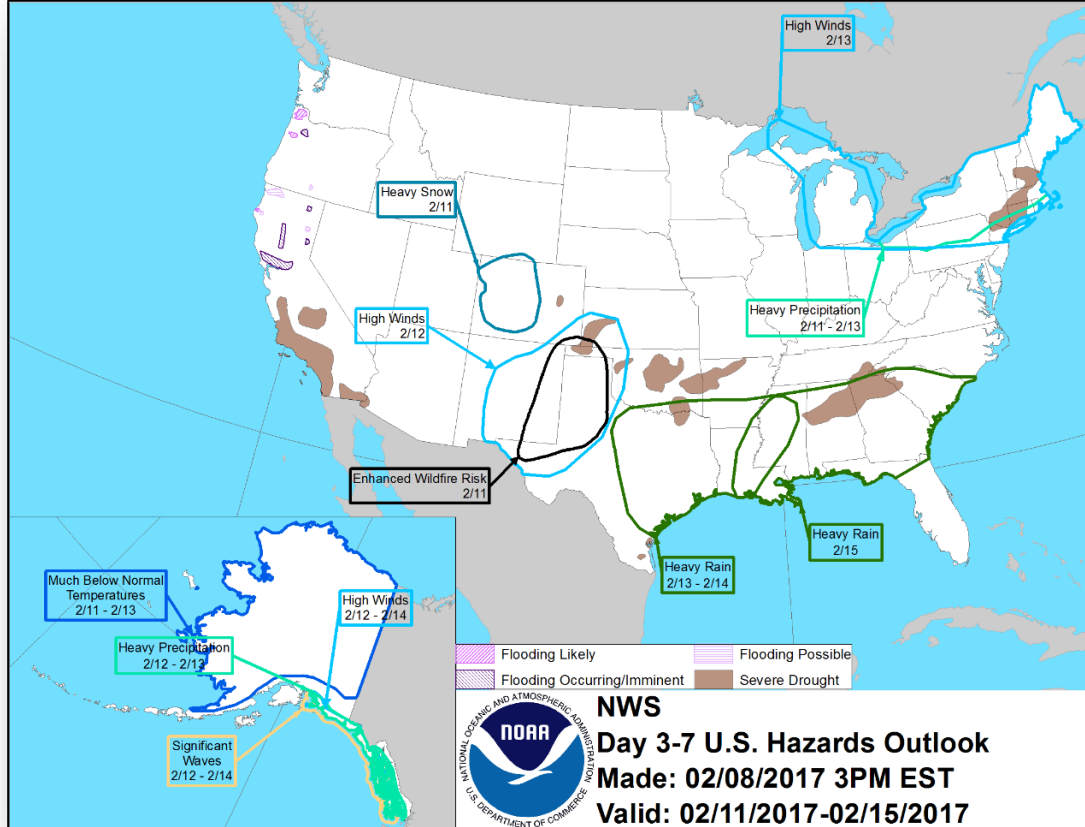 High Winds
2/13
Heavy Snow
2/11
High Winds
2/12
Heavy Precipitation
2/11 - 2/13
Enhanced Wildfire Risk
2/11
Heavy Rain
2/15
Heavy Rain
2/13 - 2/14
Much Below Normal
Temperatures
2/11 - 2/13
High Winds
2/12 - 2/14
Heavy Precipitation
2/12 - 2/13
Significant
Waves
2/12 - 2/14
Flooding Likely
Flooding Possible
Flooding Occurring/Imminent
Severe Drought
NATIONAL OCEANIC AND ATMOSPHERIC ADMINISTRATION
NOAA
U.S. DEPARTMENT OF COMMERCE
NWS
Day 3-7 U.S. Hazards Outlook
Made: 02/08/2017 3PM EST
Valid: 02/11/2017-02/15/2017